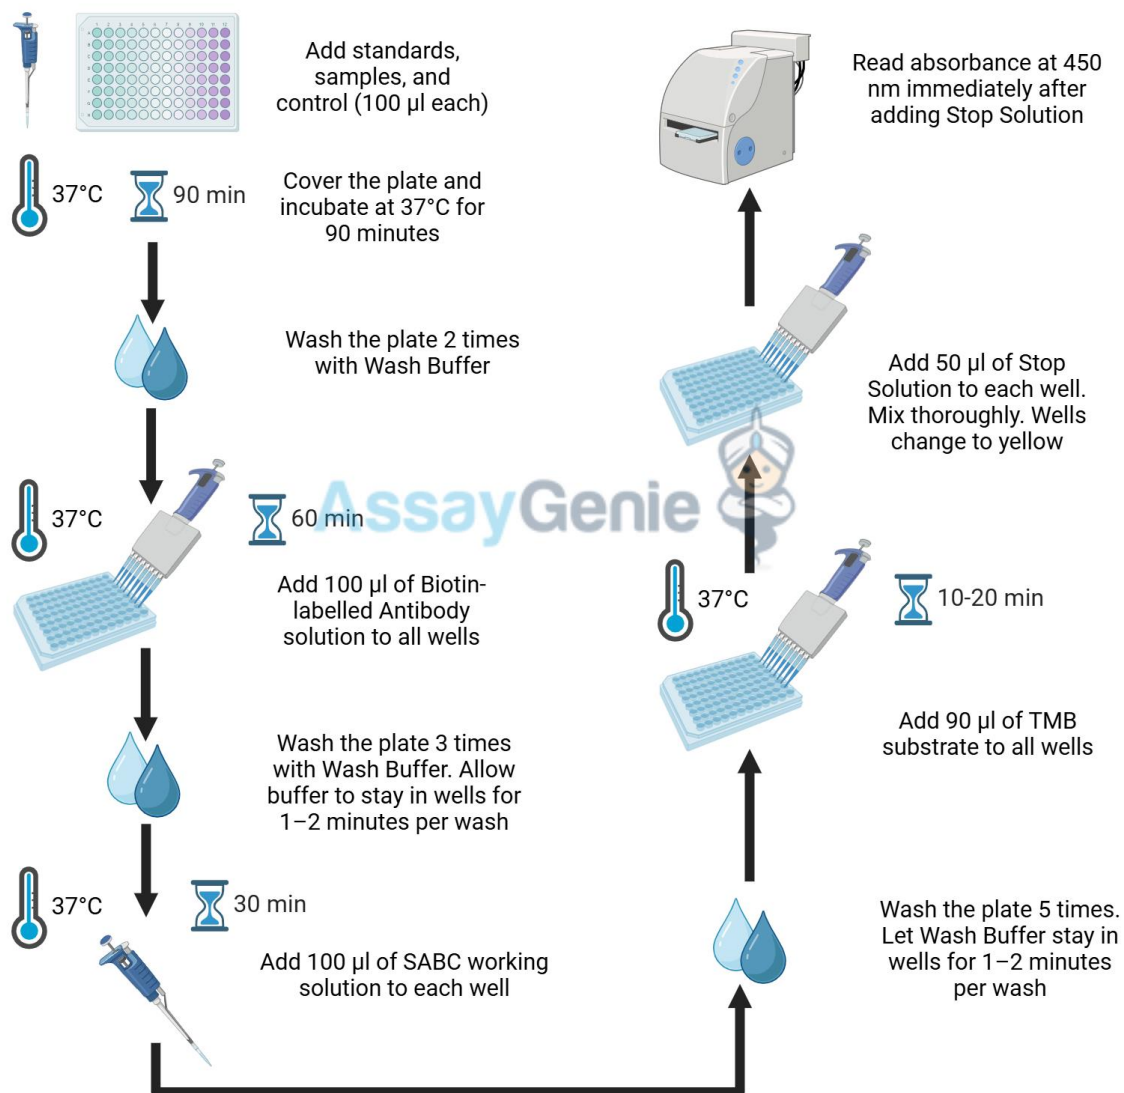 Add standards,
samples, and
control (100 µl each)
37°C
90 min
Cover the plate and
incubate at 37°C for
90 minutes
Wash the plate 2 times
with Wash Buffer
37°C
60 min
Add 100 µl of Biotin-
labelled Antibody
solution to all wells
Wash the plate 3 times
with Wash Buffer. Allow
buffer to stay in wells for
1–2 minutes per wash
37°C
30 min
Add 100 µl of SABC working
solution to each well
Wash the plate 5 times.
Let Wash Buffer stay in
wells for 1–2 minutes
per wash
37°C
10-20 min
Add 90 µl of TMB
substrate to all wells
Add 50 µl of Stop
Solution to each well.
Mix thoroughly. Wells
change to yellow
Read absorbance at 450
nm immediately after
adding Stop Solution
AssayGenie